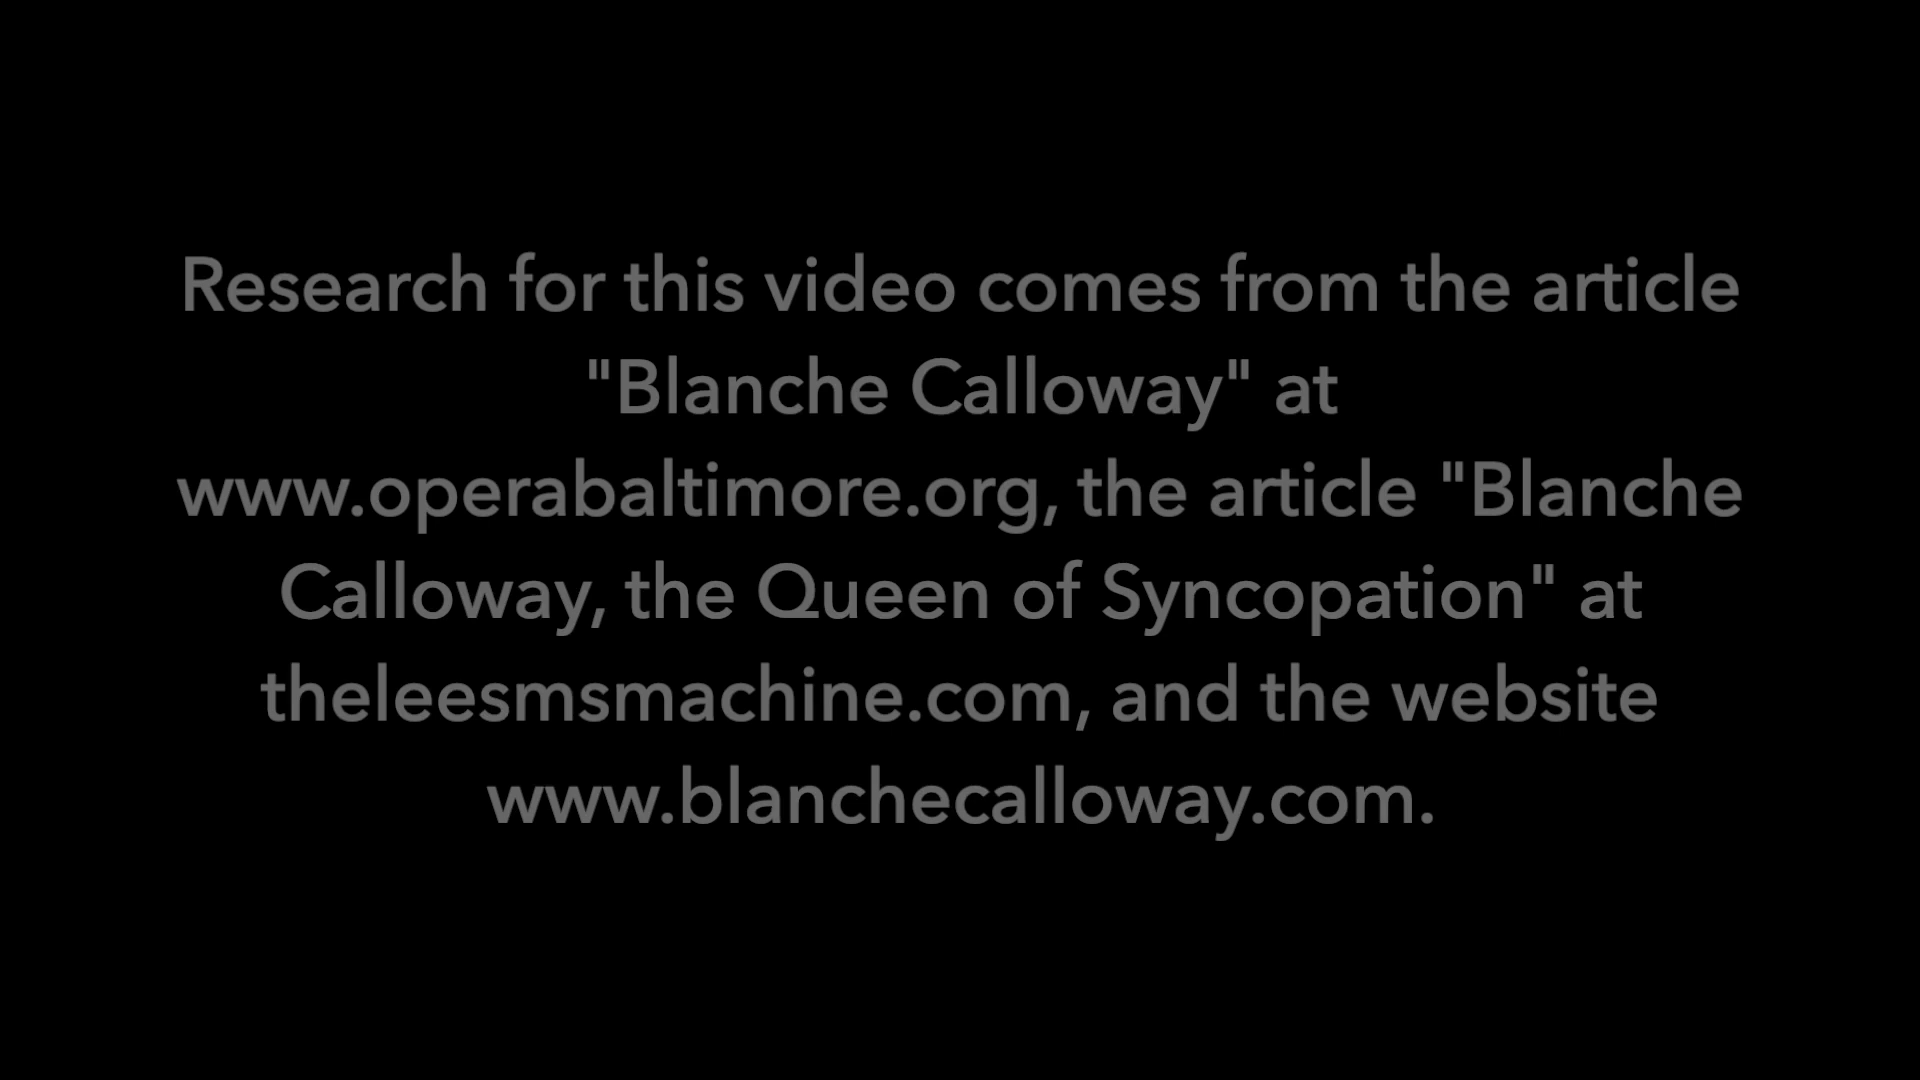 Research for this video comes from the article
"Blanche Calloway" at
www.operabaltimore.org, the article "Blanche
Calloway, the Queen of Syncopation" at
theleesmsmachine.com, and the website
www.blanchecalloway.com.